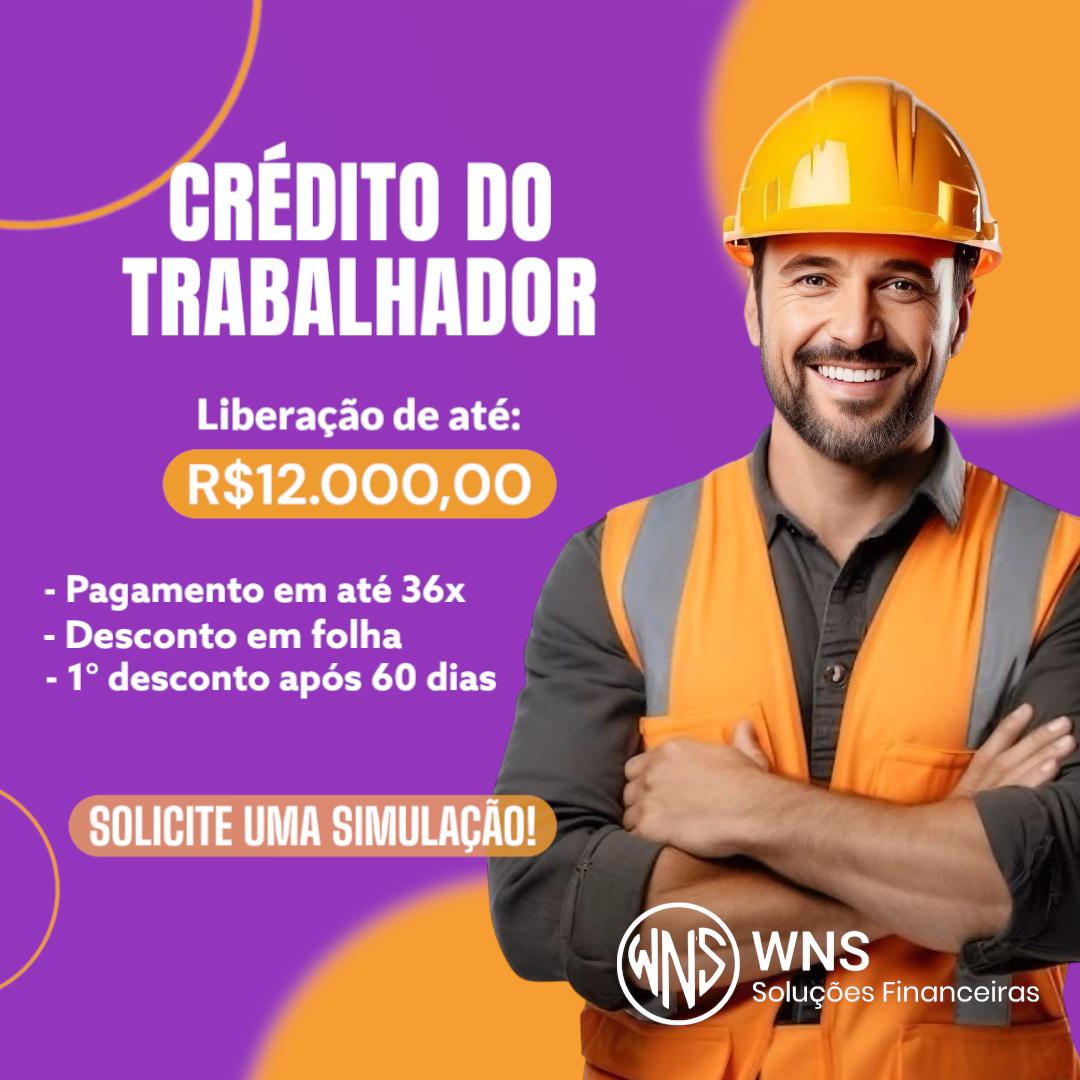 CRÉDITO DO
TRABALHADOR
Liberação de até:
R$12.000,00
- Pagamento em até 36x
- Desconto em folha
- 1° desconto após 60 dias
SOLICITE UMA SIMULAÇÃO!
WNS WNS
Soluções Financeiras